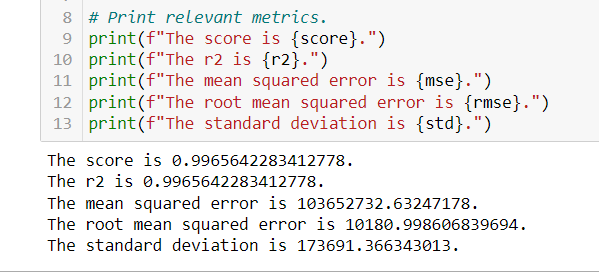 8 # Print relevant metrics.
9 print(f"The score is {score}.")
10 print(f"The r2 is {r2}.")
11 print(f"The mean squared error is {mse}.")
12 print(f"The root mean squared error is {rmse}.")
13 print(f"The standard deviation is {std}.")
The score is 0.9965642283412778.
The r2 is 0.9965642283412778.
The mean squared error is 103652732.63247178.
The root mean squared error is 10180.998606839694.
The standard deviation is 173691.366343013.